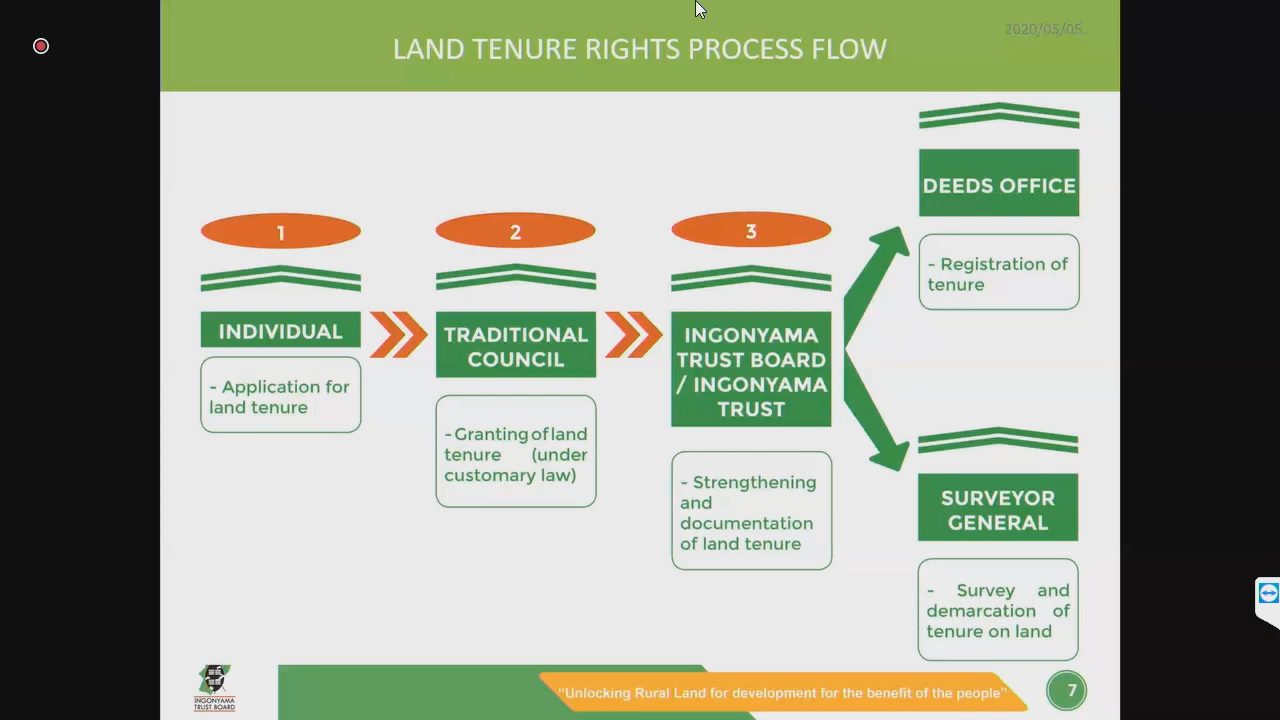 2020/05/05
LAND TENURE RIGHTS PROCESS FLOW
1
INDIVIDUAL
- Application for
land tenure
2
TRADITIONAL
COUNCIL
- Granting of land
tenure (under
customary law)
3
INGONYAMA
TRUST BOARD
/ INGONYAMA
TRUST
- Strengthening
and
documentation
of land tenure
DEEDS OFFICE
- Registration of
tenure
SURVEYOR
GENERAL
- Survey and
demarcation of
tenure on land
INGONYAMA
TRUST BOARD
"Unlocking Rural Land for development for the benefit of the people"
7